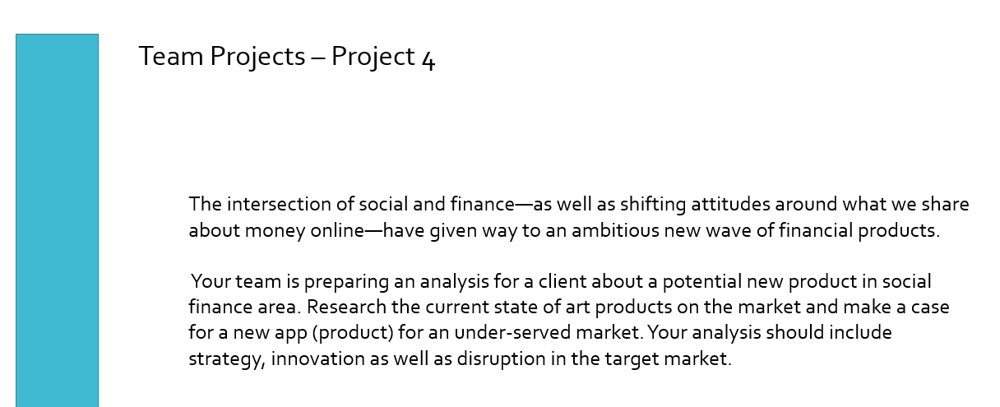 Team Projects – Project 4
The intersection of social and finance—as well as shifting attitudes around what we share
about money online—have given way to an ambitious new wave of financial products.
Your team is preparing an analysis for a client about a potential new product in social
finance area. Research the current state of art products on the market and make a case
for a new app (product) for an under-served market. Your analysis should include
strategy, innovation as well as disruption in the target market.